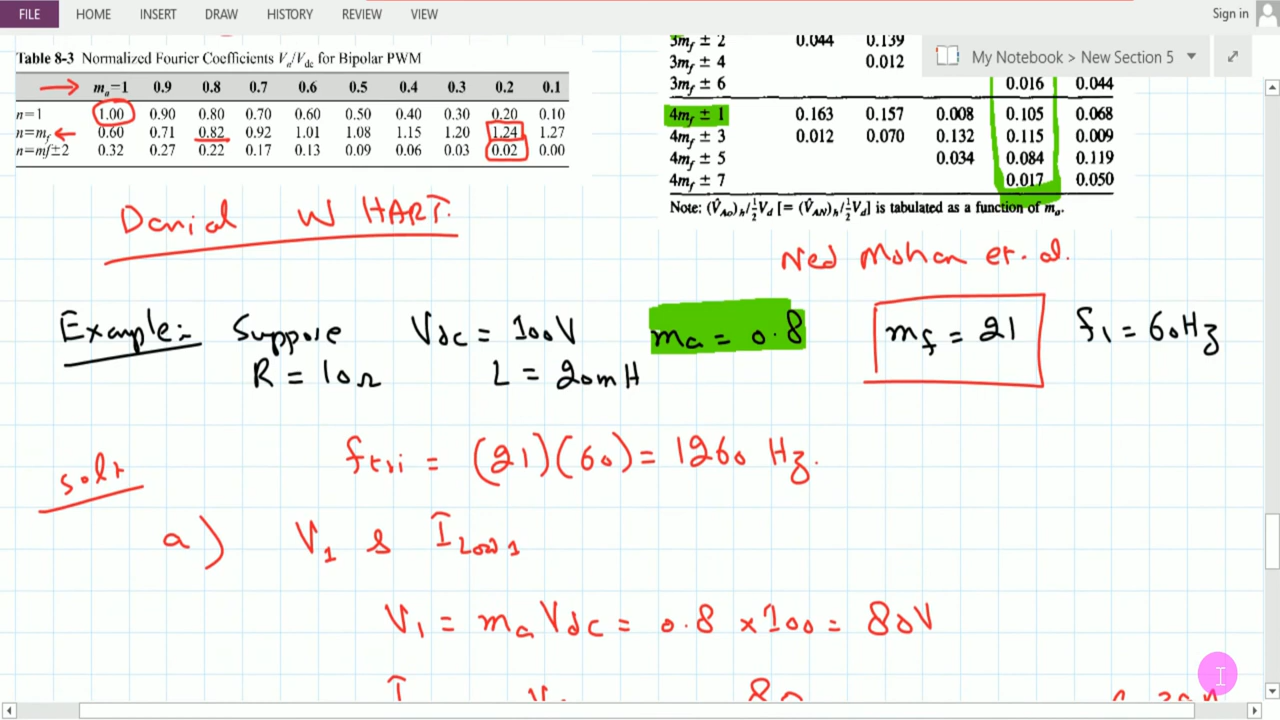 FILE HOME INSERT DRAW HISTORY REVIEW VIEW Sign in
My Notebook > New Section 5
Table 8-3 Normalized Fourier Coefficients Vn/Vdc for Bipolar PWM
ma=1 0.9 0.8 0.7 0.6 0.5 0.4 0.3 0.2 0.1
n=1 1.00 0.90 0.80 0.70 0.60 0.50 0.40 0.30 0.20 0.10
n=mf 0.60 0.71 0.82 0.92 1.01 1.08 1.15 1.20 1.24 1.27
n=mf±2 0.32 0.27 0.22 0.17 0.13 0.09 0.06 0.03 0.02 0.00
3mf ± 2 0.044 0.139
3mf ± 4 0.012
3mf ± 6 0.016 0.044
4mf ± 1 0.163 0.157 0.008 0.105 0.068
4mf ± 3 0.012 0.070 0.132 0.115 0.009
4mf ± 5 0.034 0.084 0.119
4mf ± 7 0.017 0.050
Note: (V̂Ao)h/½Vd [= (V̂AN)h/½Vd] is tabulated as a function of ma.
Danial W HART.
Ned Mohan et. al.
Example:- Suppose Vdc = 100V ma = 0.8 mf = 21 f1 = 60Hz
R = 10Ω L = 20mH
ftri = (21)(60) = 1260 Hz.
soln
a) V1 &
V1 = ma Vdc = 0.8 × 100 = 80V